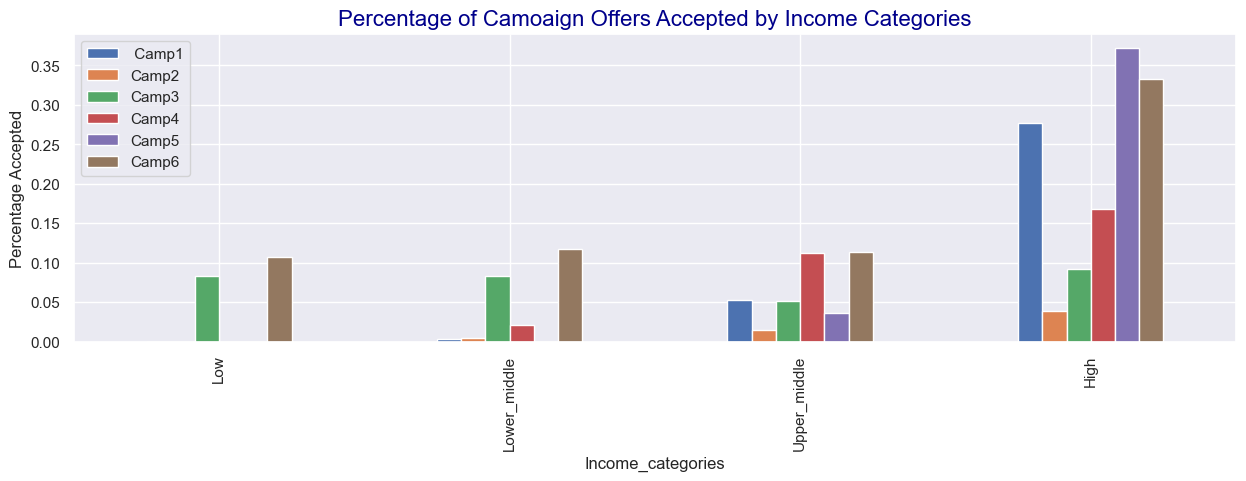 Percentage of Camoaign Offers Accepted by Income Categories
Camp1
Camp2
Camp3
Camp4
Camp5
Camp6
Percentage Accepted
0.35
0.30
0.25
0.20
0.15
0.10
0.05
0.00
Low
Lower_middle
Upper_middle
High
Income_categories